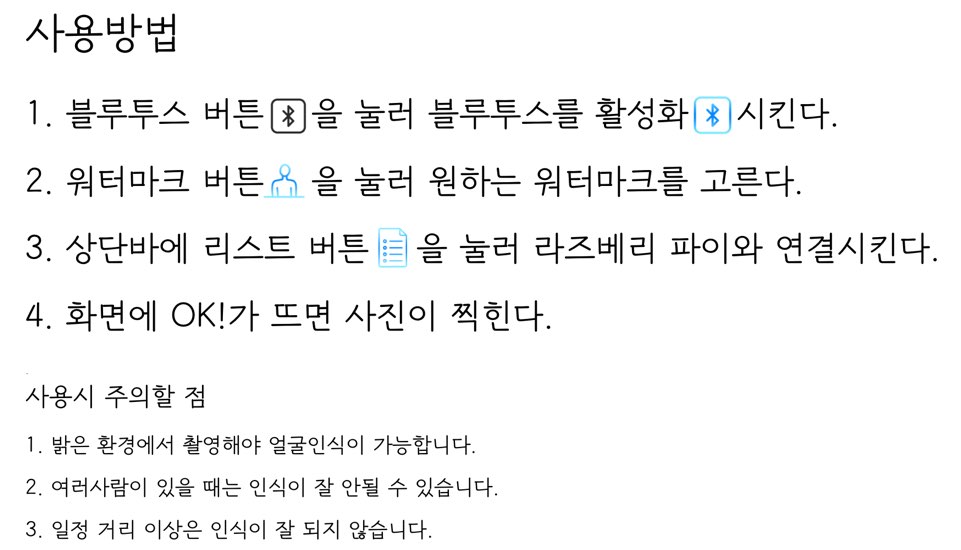 사용방법
1. 블루투스 버튼을 눌러 블루투스를 활성화시킨다.
2. 워터마크 버튼을 눌러 원하는 워터마크를 고른다.
3. 상단바에 리스트 버튼을 눌러 라즈베리 파이와 연결시킨다.
4. 화면에 OK!가 뜨면 사진이 찍힌다.
사용시 주의할 점
1. 밝은 환경에서 촬영해야 얼굴인식이 가능합니다.
2. 여러사람이 있을 때는 인식이 잘 안될 수 있습니다.
3. 일정 거리 이상은 인식이 잘 되지 않습니다.